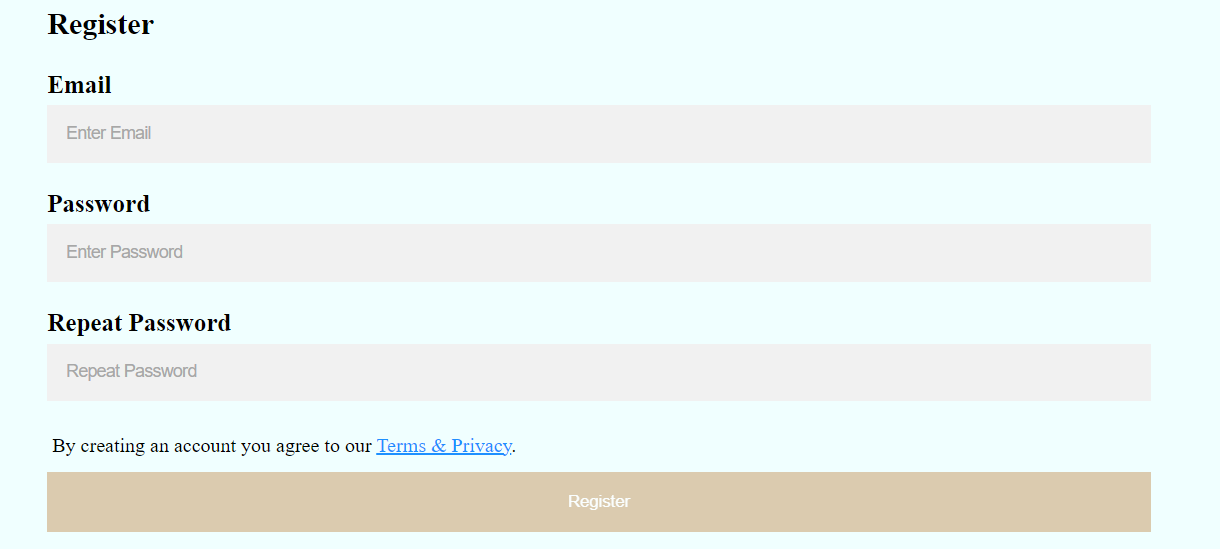 Register
Email
Enter Email
Password
Enter Password
Repeat Password
Repeat Password
By creating an account you agree to our Terms & Privacy.
Register